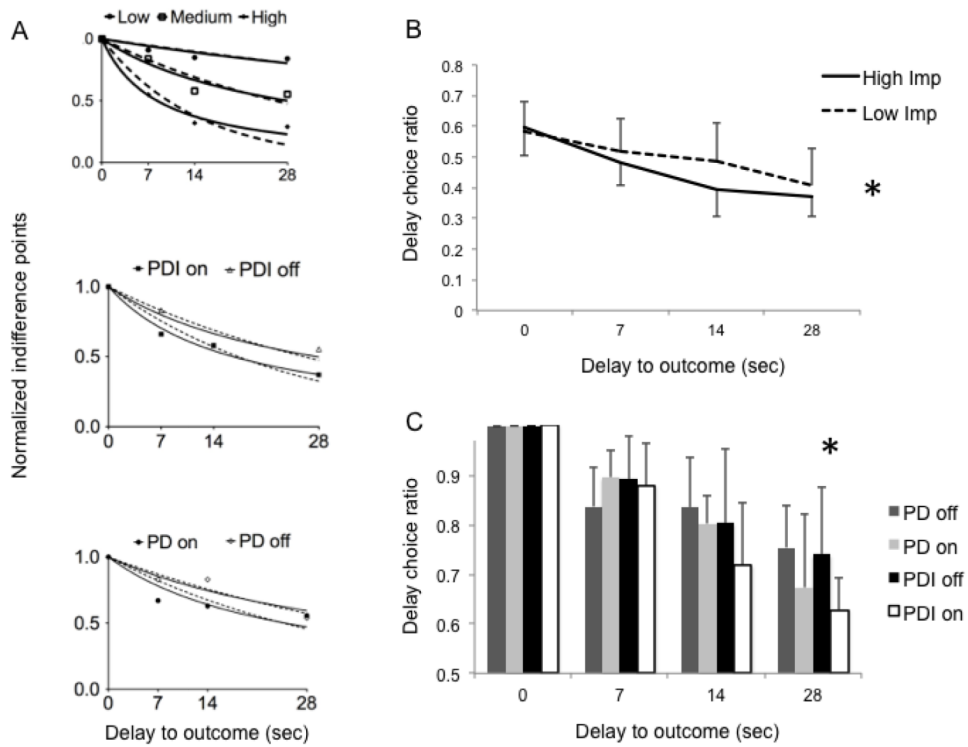 A
Low Medium High
.0
0.5
0.0
0 7 14 28
Normalized indifference points
PDI on PDI off
1.0
0.5
0.0
0 7 14 28
PD on PD off
1.0
0.5
0.0
0 7 14 28
Delay to outcome (sec)
B
0.8
0.7
0.6
0.5
0.4
0.3
0.2
0.1
0
Delay choice ratio
High Imp
Low Imp
*
0 7 14 28
Delay to outcome (sec)
C
*
0.9
0.8
0.7
0.6
0.5
Delay choice ratio
PD off
PD on
PDI off
PDI on
0 7 14 28
Delay to outcome (sec)